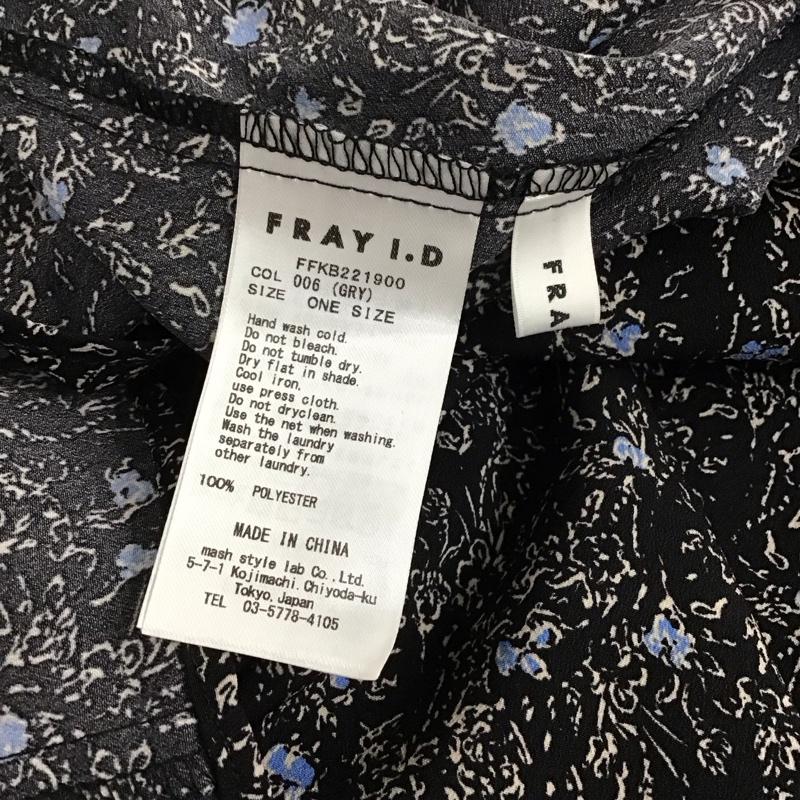 FRAY I.D
FFKB221900
COL 006 (GRY)
SIZE ONE SIZE
Hand wash cold.
Do not bleach.
Do not tumble dry.
Dry flat in shade.
Cool iron,
use press cloth.
Do not dryclean.
Use the net when washing.
Wash the laundry
separately from
other laundry.
100% POLYESTER
MADE IN CHINA
mash style lab Co., Ltd.
5-7-1 Kojimachi, Chiyoda-ku
Tokyo, Japan
TEL 03-5778-4105
FRA